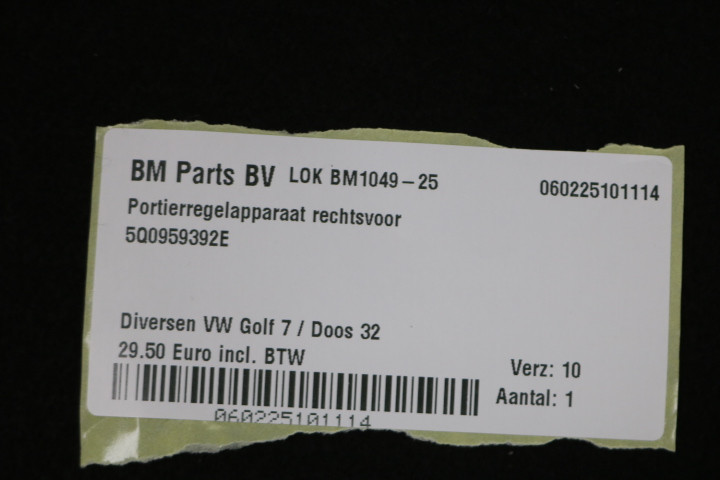 BM Parts BV LOK BM1049-25 060225101114
Portierregelapparaat rechtsvoor
5Q0959392E
Diversen VW Golf 7 / Doos 32
29.50 Euro incl. BTW
Verz: 10
Aantal: 1
060225101114